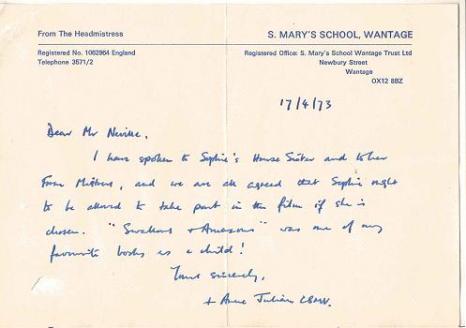 From The Headmistress
S. MARY'S SCHOOL, WANTAGE
Registered No. 1062964 England
Telephone 3571/2
Registered Office: S. Mary's School Wantage Trust Ltd
Newbury Street
Wantage
OX12 8BZ
17/4/73
Dear Mr Neville,
I have spoken to Sophie's House Sister and to her
Form Mistress, and we are all agreed that Sophie ought
to be allowed to take part in the film if she is
chosen. "Swallows & Amazons" was one of my
favourite books as a child!
Yours sincerely,
+ Anne Julian CSMV.